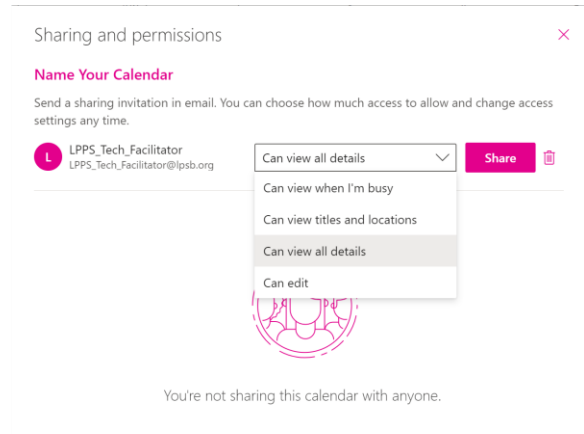 Sharing and permissions
Name Your Calendar
Send a sharing invitation in email. You can choose how much access to allow and change access
settings any time.
L
LPPS_Tech_Facilitator
LPPS_Tech_Facilitator@lpsb.org
Can view all details
Share
Can view when I'm busy
Can view titles and locations
Can view all details
Can edit
You're not sharing this calendar with anyone.